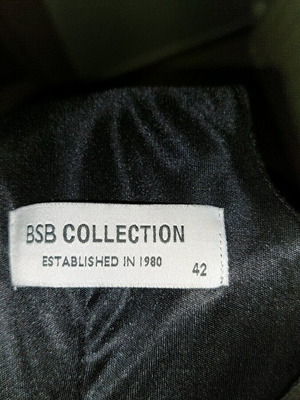 BSB COLLECTION
ESTABLISHED IN 1980
42